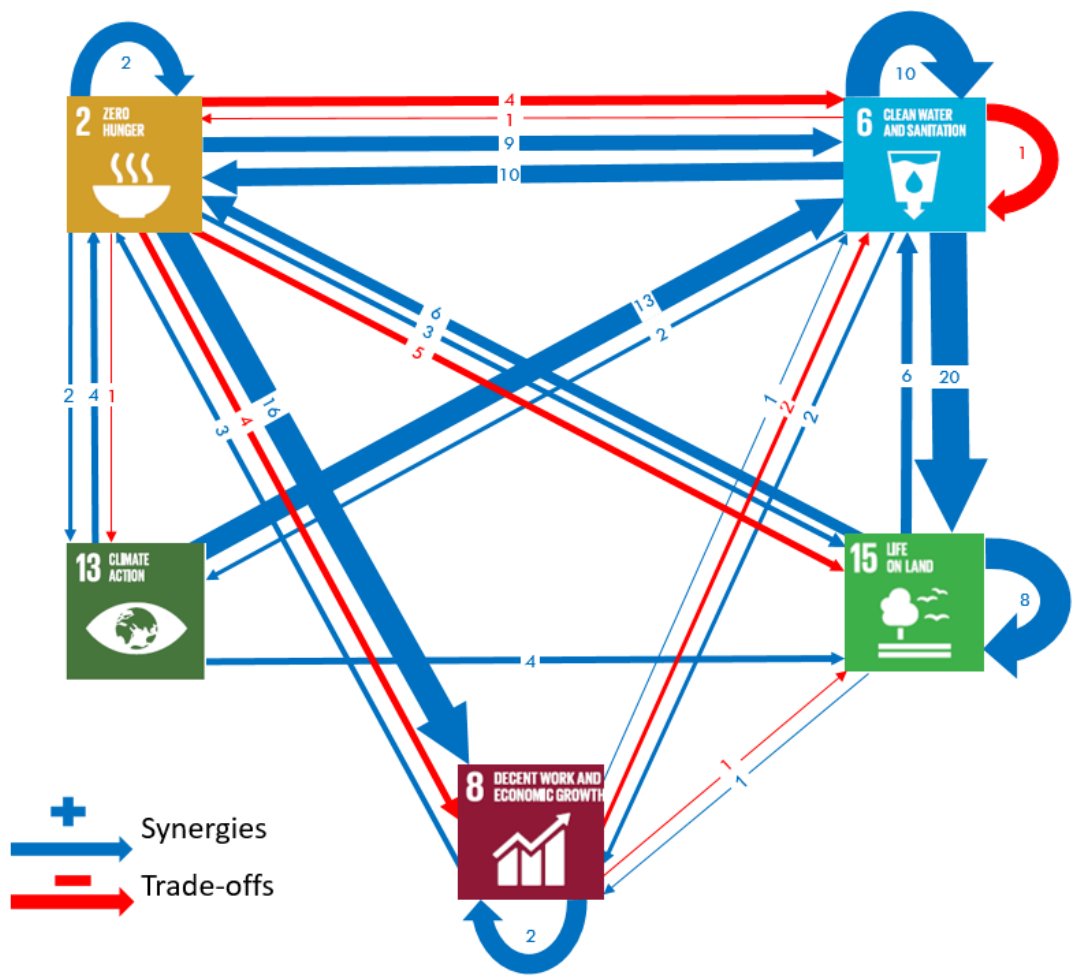 2
10
2 ZERO
HUNGER
4
1
9
10
6 CLEAN WATER
AND SANITATION
1
6
3
5
13
2
2
4
1
3
4
16
1
2
2
6
20
13 CLIMATE
ACTION
15 LIFE
ON LAND
8
4
1
1
8 DECENT WORK AND
ECONOMIC GROWTH
2
Synergies
Trade-offs